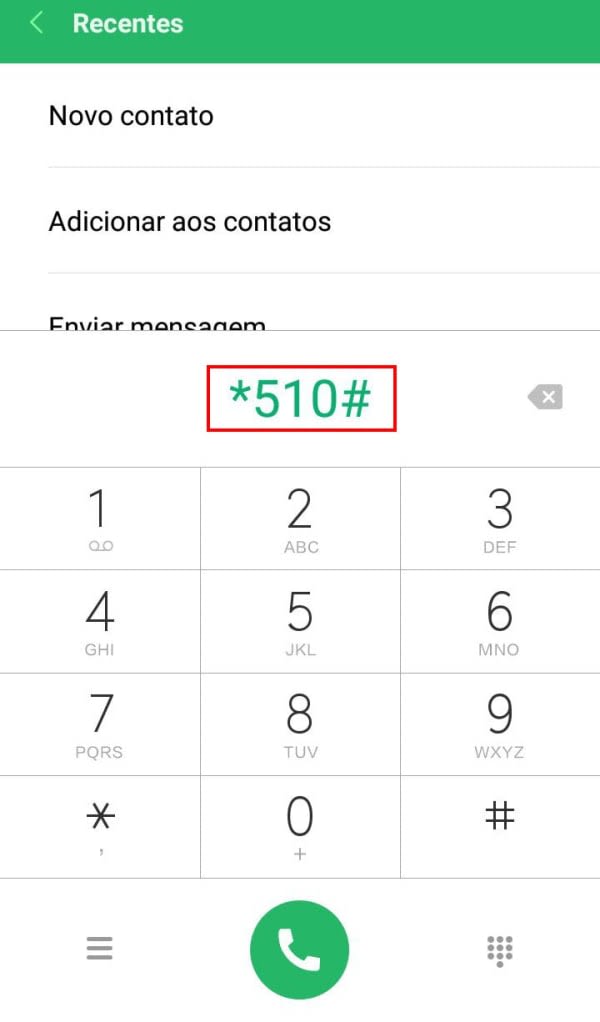 Recentes
Novo contato
Adicionar aos contatos
Enviar mensagem
*510#
1 2 3
ABC DEF
4 5 6
GHI JKL MNO
7 8 9
PQRS TUV WXYZ
* 0 #
, +